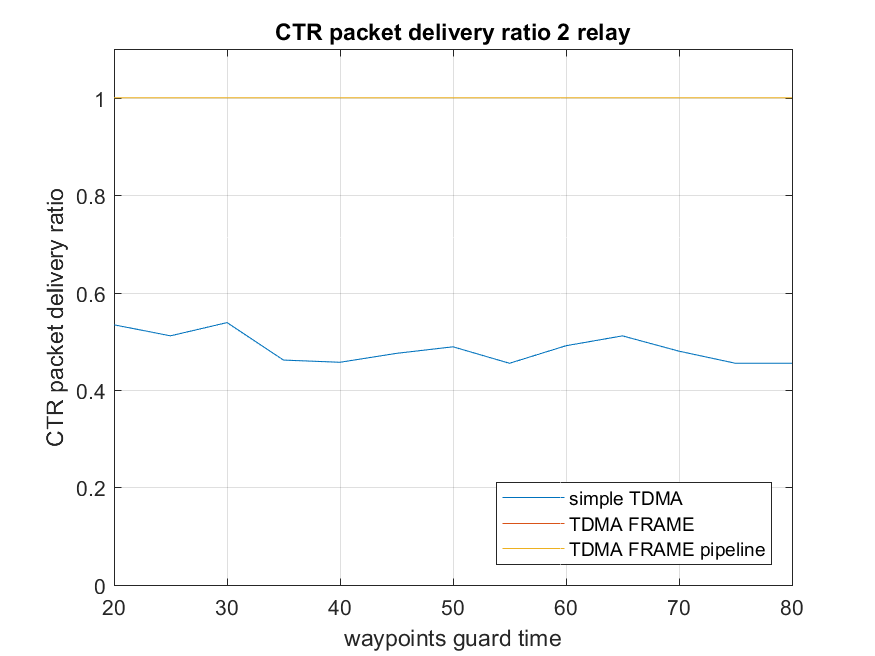 CTR packet delivery ratio 2 relay
CTR packet delivery ratio
1
0.8
0.6
0.4
0.2
0
simple TDMA
TDMA FRAME
TDMA FRAME pipeline
20 30 40 50 60 70 80
waypoints guard time